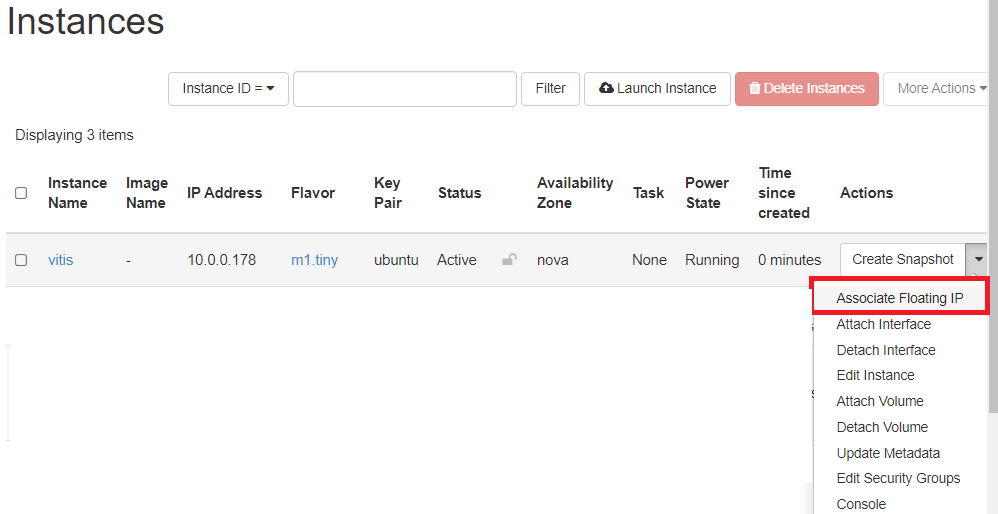 Instances
Instance ID =
Filter
Launch Instance
Delete Instances
More Actions
Displaying 3 items
Instance Name
Image Name
IP Address
Flavor
Key Pair
Status
Availability Zone
Task
Power State
Time since created
Actions
vitis
-
10.0.0.178
m1.tiny
ubuntu
Active
nova
None
Running
0 minutes
Create Snapshot
Associate Floating IP
Attach Interface
Detach Interface
Edit Instance
Attach Volume
Detach Volume
Update Metadata
Edit Security Groups
Console